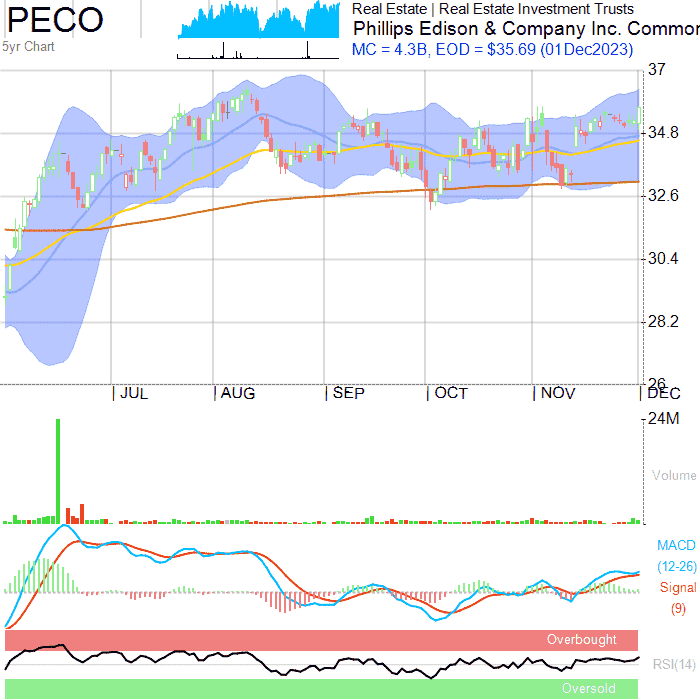 PECO
5yr Chart
Real Estate | Real Estate Investment Trusts
Phillips Edison & Company Inc. Common
MC = 4.3B, EOD = $35.69 (01Dec2023)
37
34.8
32.6
30.4
28.2
26
JUL AUG SEP OCT NOV DEC
24M
Volume
MACD
(12-26)
Signal
(9)
Overbought
RSI(14)
Oversold